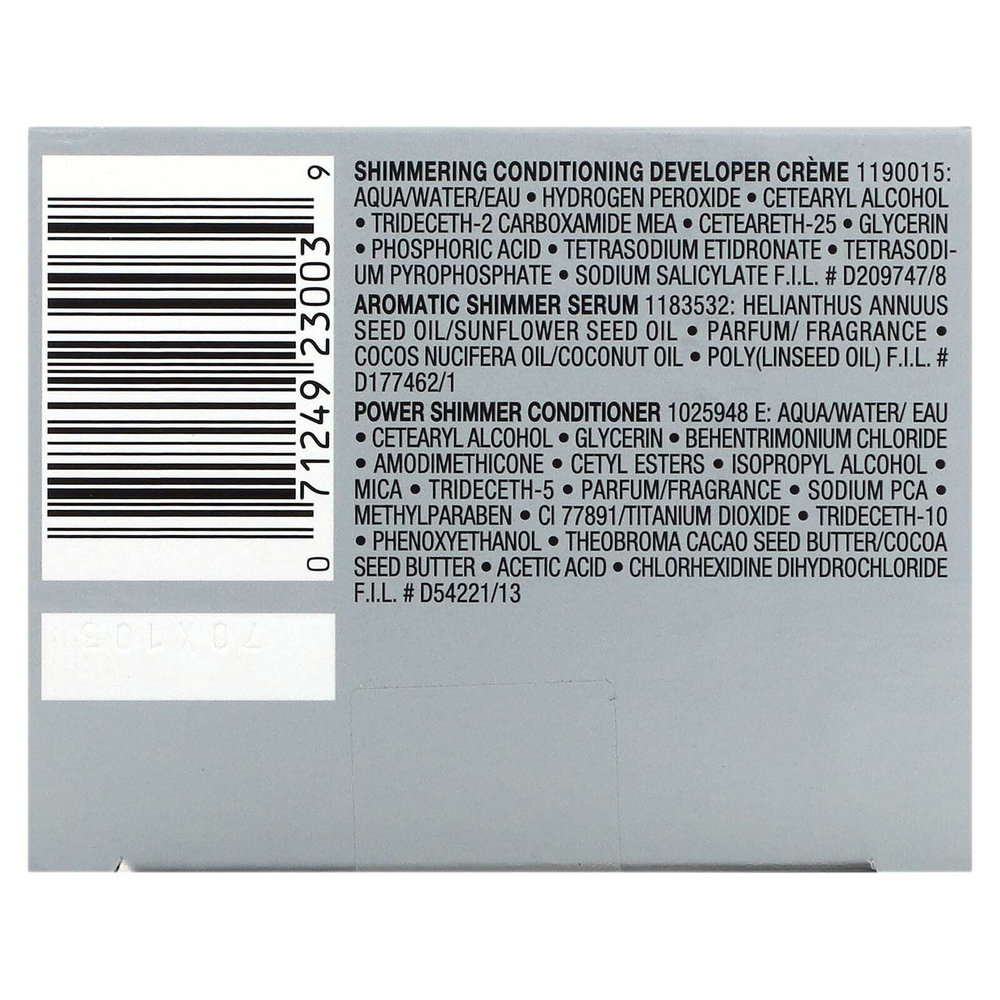 0 71249 23003 9
SHIMMERING CONDITIONING DEVELOPER CRÈME 1190015:
AQUA/WATER/EAU • HYDROGEN PEROXIDE • CETEARYL ALCOHOL
• TRIDECETH-2 CARBOXAMIDE MEA • CETEARETH-25 • GLYCERIN
• PHOSPHORIC ACID • TETRASODIUM ETIDRONATE • TETRASODI-
UM PYROPHOSPHATE • SODIUM SALICYLATE F.I.L. # D209747/8
AROMATIC SHIMMER SERUM 1183532: HELIANTHUS ANNUUS
SEED OIL/SUNFLOWER SEED OIL • PARFUM/ FRAGRANCE •
COCOS NUCIFERA OIL/COCONUT OIL • POLY(LINSEED OIL) F.I.L. #
D177462/1
POWER SHIMMER CONDITIONER 1025948 E: AQUA/WATER/ EAU
• CETEARYL ALCOHOL • GLYCERIN • BEHENTRIMONIUM CHLORIDE
• AMODIMETHICONE • CETYL ESTERS • ISOPROPYL ALCOHOL •
MICA • TRIDECETH-5 • PARFUM/FRAGRANCE • SODIUM PCA •
METHYLPARABEN • CI 77891/TITANIUM DIOXIDE • TRIDECETH-10
• PHENOXYETHANOL • THEOBROMA CACAO SEED BUTTER/COCOA
SEED BUTTER • ACETIC ACID • CHLORHEXIDINE DIHYDROCHLORIDE
F.I.L. # D54221/13